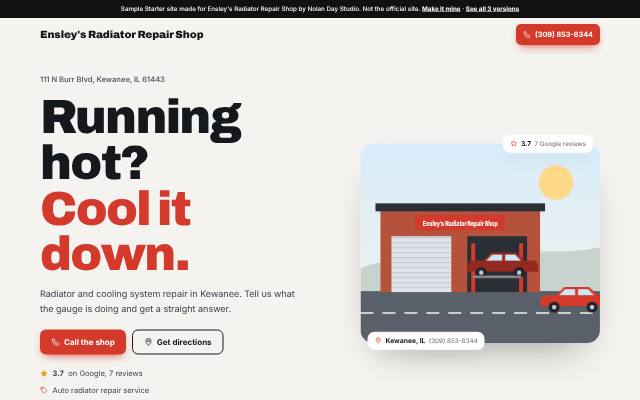 Sample Starter site made for Ensley's Radiator Repair Shop by Nolan Day Studio. Not the official site. Make it mine · See all 3 versions
Ensley's Radiator Repair Shop
(309) 853-8344
111 N Burr Blvd, Kewanee, IL 61443
Running
hot?
Cool it
down.
Radiator and cooling system repair in Kewanee. Tell us what
the gauge is doing and get a straight answer.
Call the shop
Get directions
3.7 on Google, 7 reviews
Auto radiator repair service
3.7 7 Google reviews
Ensley's Radiator Repair Shop
Kewanee, IL (309) 853-8344